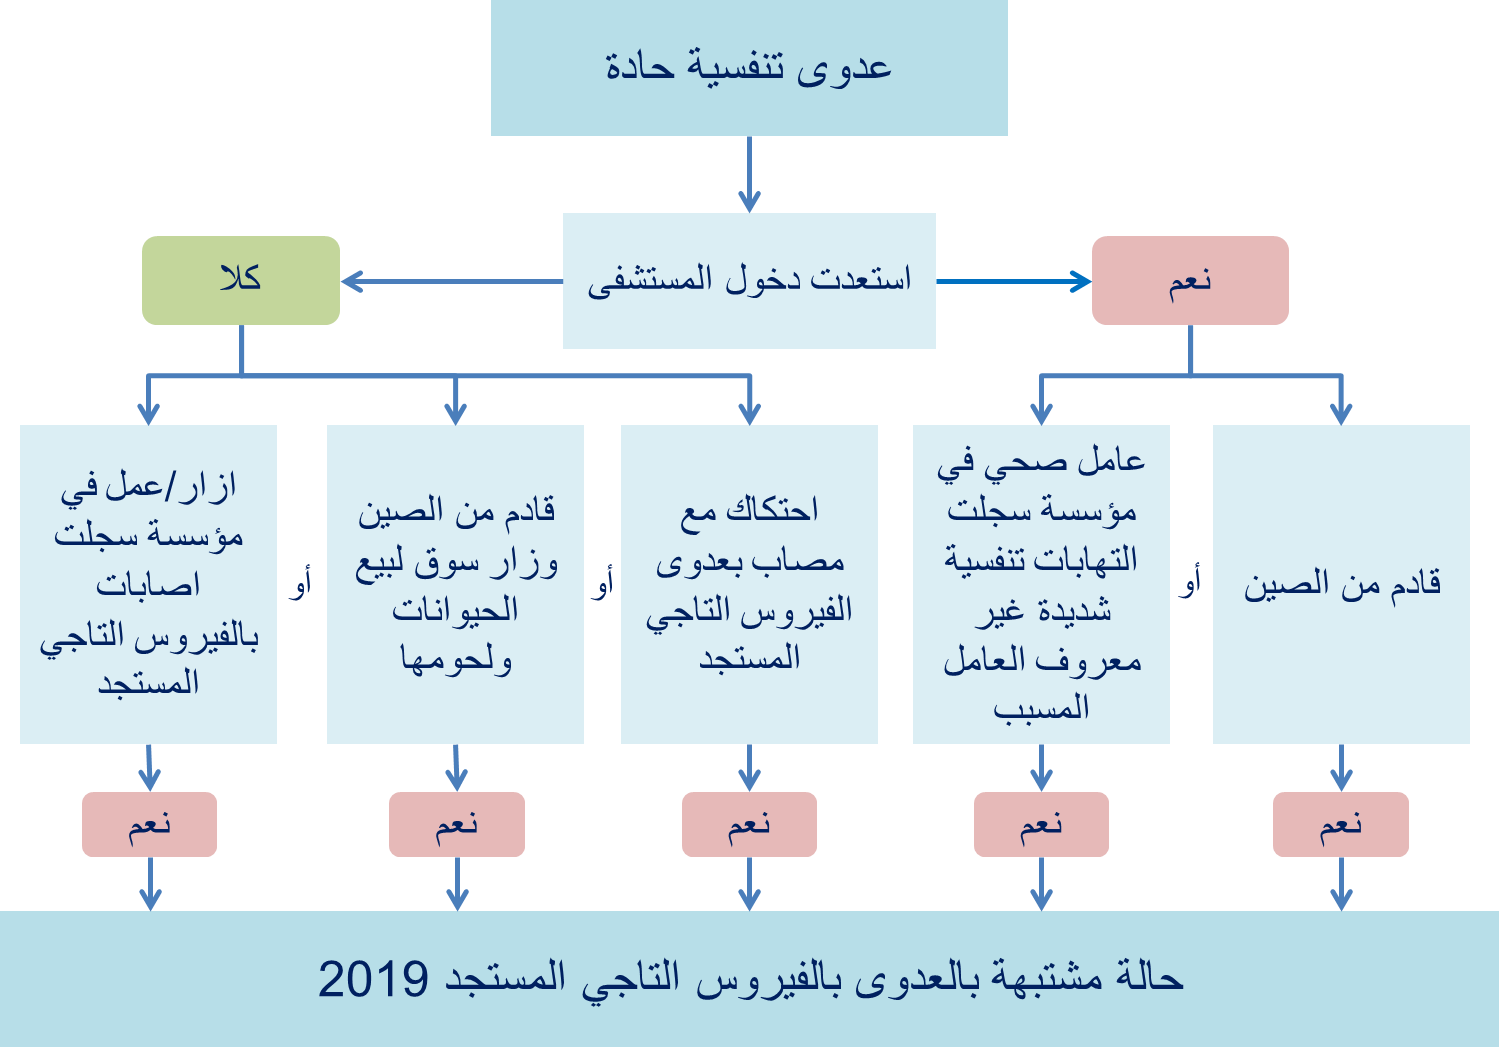 عدوى تنفسية حادة
استعدت دخول المستشفى
نعم
كلا
قادم من الصين
أو
عامل صحي في
مؤسسة سجلت
التهابات تنفسية
شديدة غير
معروف العامل
المسبب
احتكاك مع
مصاب بعدوى
الفيروس التاجي
المستجد
أو
قادم من الصين
وزار سوق لبيع
الحيوانات
ولحومها
أو
ازار/عمل في
مؤسسة سجلت
اصابات
بالفيروس التاجي
المستجد
نعم
نعم
نعم
نعم
نعم
حالة مشتبهة بالعدوى بالفيروس التاجي المستجد 2019